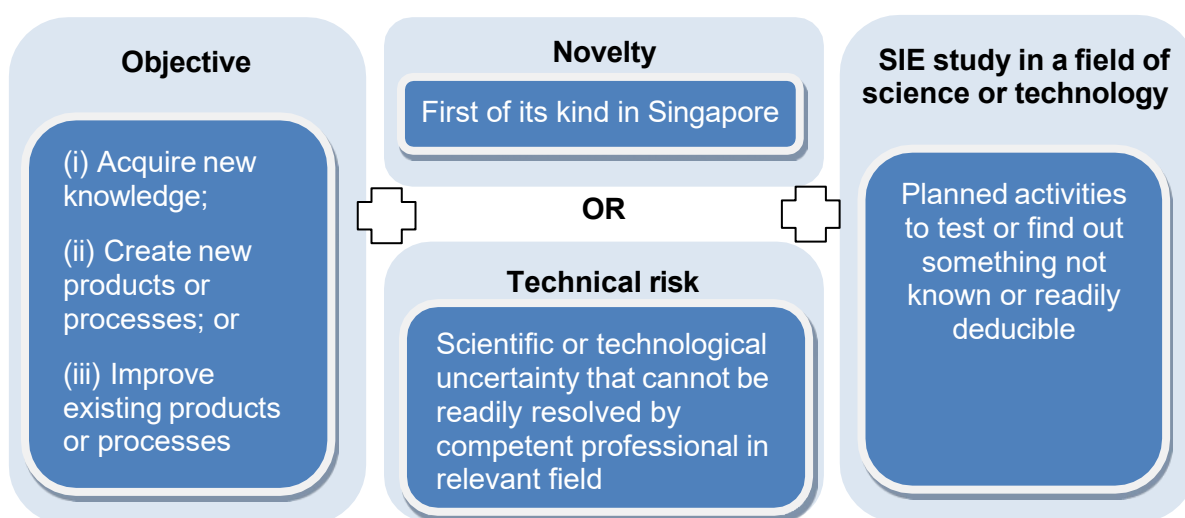 Objective
(i) Acquire new
knowledge;
(ii) Create new
products or
processes; or
(iii) Improve
existing products
or processes
Novelty
First of its kind in Singapore
OR
Technical risk
Scientific or technological
uncertainty that cannot be
readily resolved by
competent professional in
relevant field
SIE study in a field of
science or technology
Planned activities
to test or find out
something not
known or readily
deducible